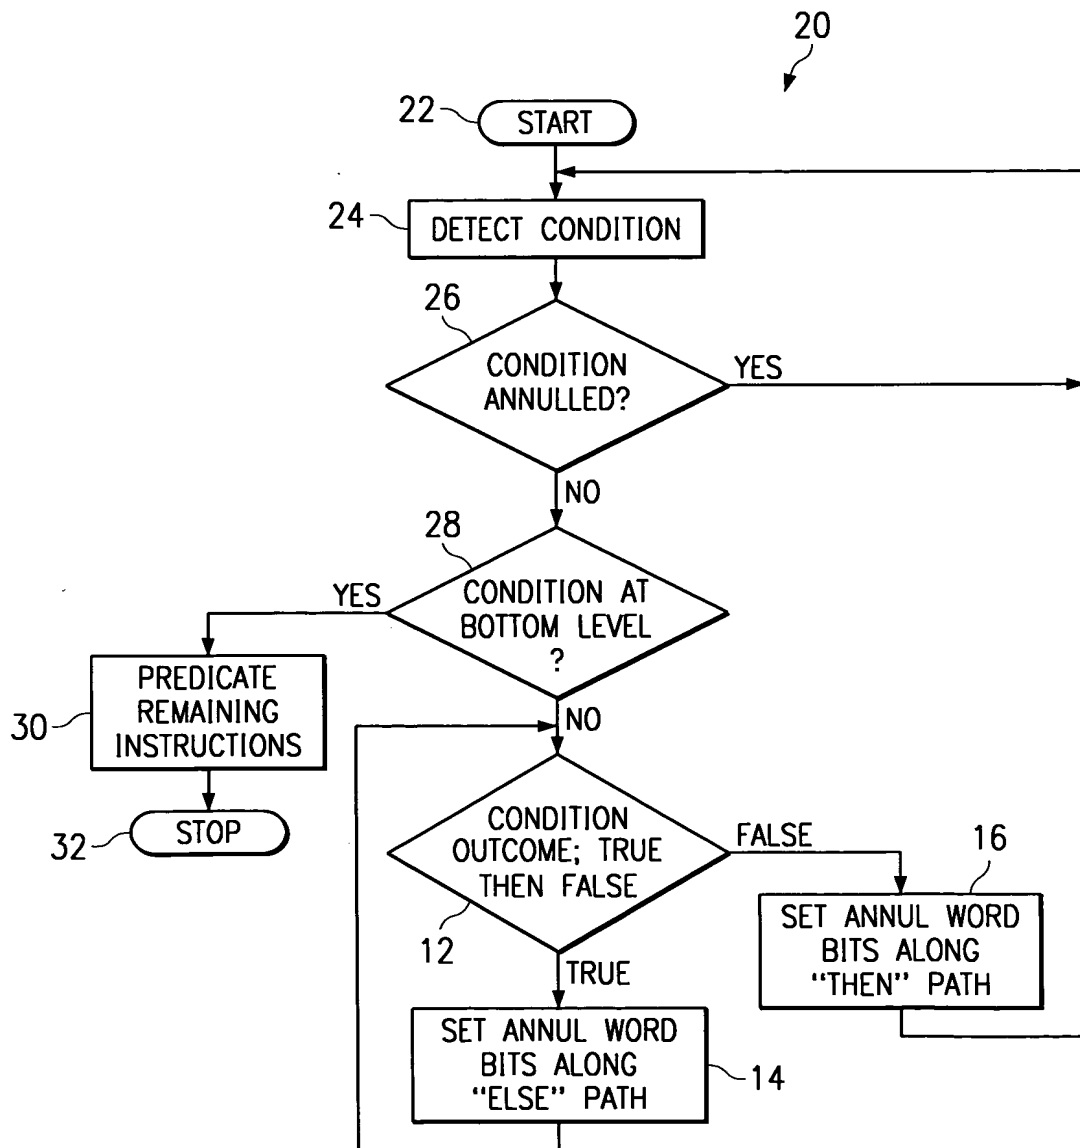 20
22
START
24
DETECT CONDITION
26
CONDITION
ANNULLED?
YES
NO
28
CONDITION AT
BOTTOM LEVEL
?
YES
NO
30
PREDICATE
REMAINING
INSTRUCTIONS
32
STOP
CONDITION
OUTCOME; TRUE
THEN FALSE
12
FALSE
TRUE
16
SET ANNUL WORD
BITS ALONG
"THEN" PATH
SET ANNUL WORD
BITS ALONG
"ELSE" PATH
14